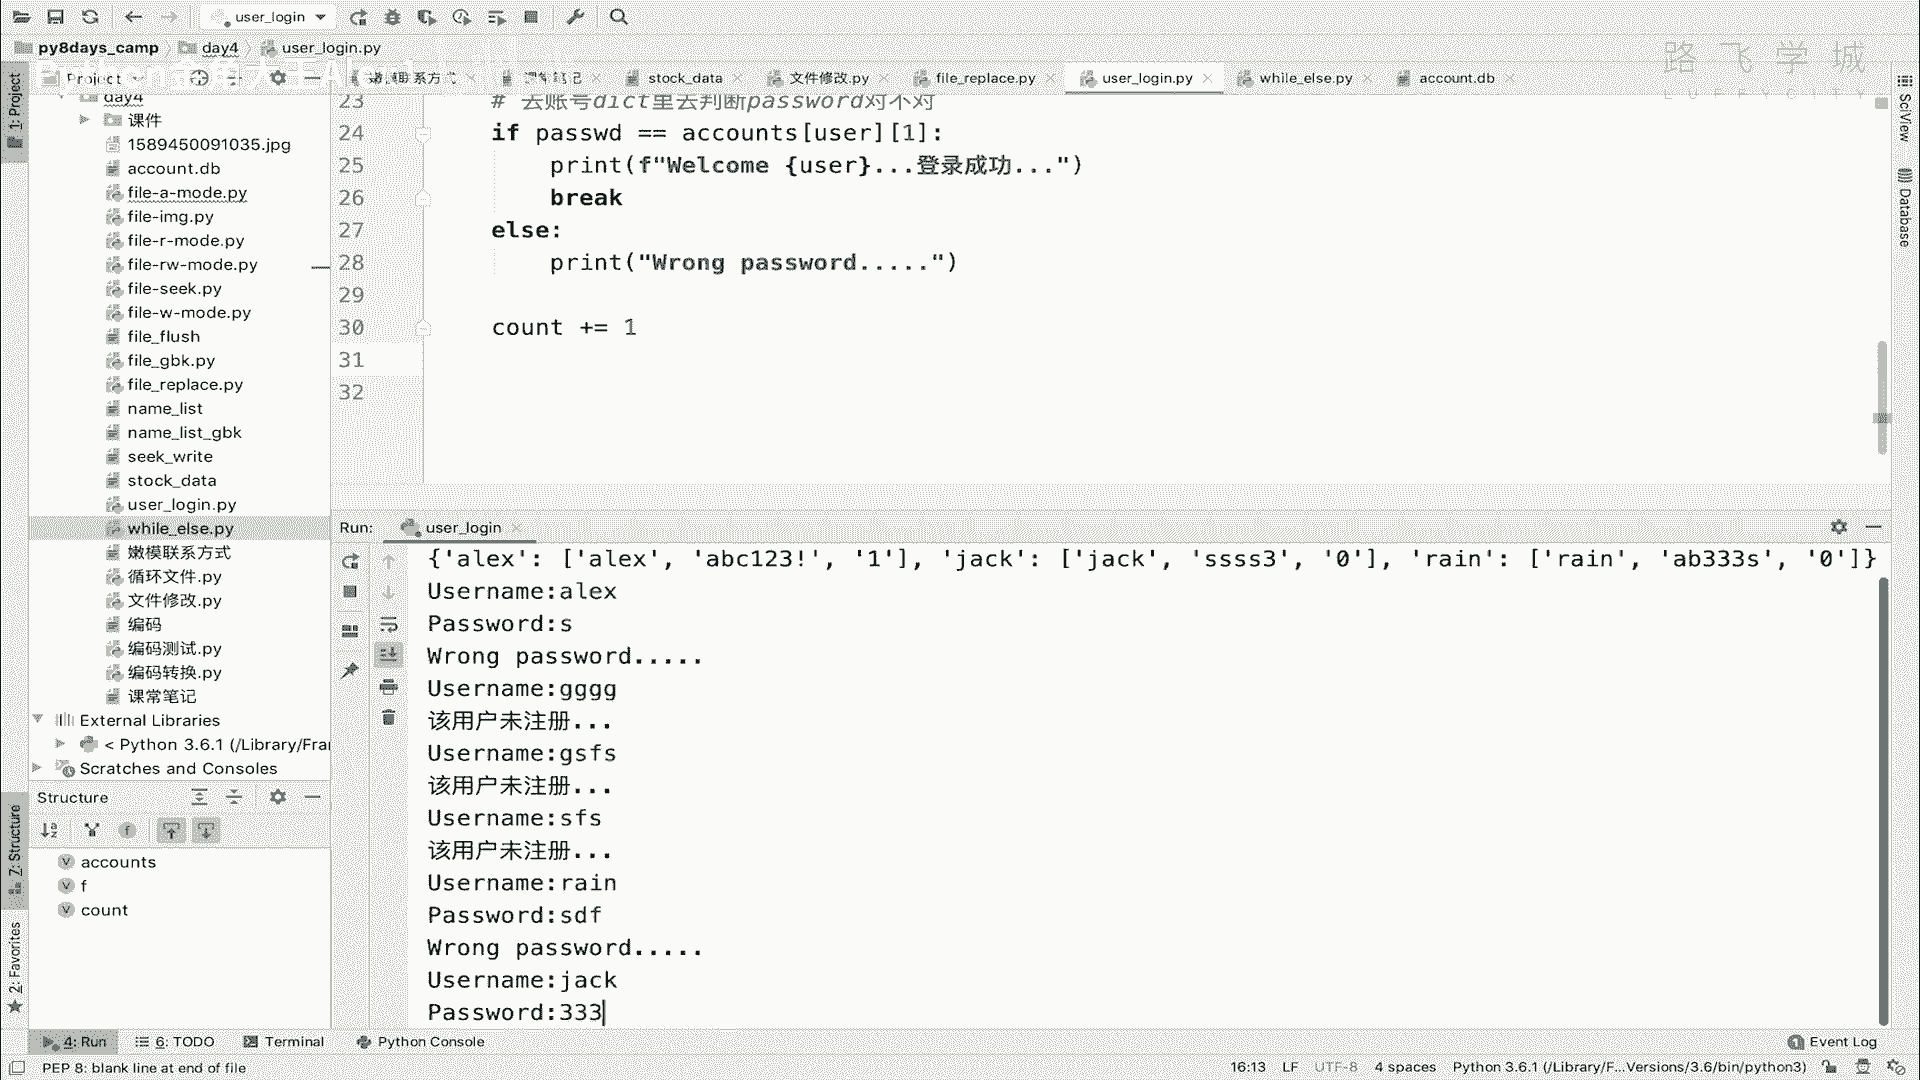 user_login
py8days_camp day4 user_login.py
路飞学城
LUFFYCITY
1: Project
Project
嫩模联系方式 课常笔记 stock_data 文件修改.py file_replace.py user_login.py while_else.py account.db
SciView
Database
day4
课件
1589450091035.jpg
account.db
file-a-mode.py
file-img.py
file-r-mode.py
file-rw-mode.py
file-seek.py
file-w-mode.py
file_flush
file_gbk.py
file_replace.py
name_list
name_list_gbk
seek_write
stock_data
user_login.py
while_else.py
嫩模联系方式
循环文件.py
文件修改.py
编码
编码测试.py
编码转换.py
课常笔记
External Libraries
< Python 3.6.1 (/Library/Fra
Scratches and Consoles
23 # 去账号dict里去判断password对不对
24 if passwd == accounts[user][1]:
25 print(f"Welcome {user}...登录成功...")
26 break
27 else:
28 print("Wrong password.....")
29
30 count += 1
31
32
Run: user_login
{'alex': ['alex', 'abc123!', '1'], 'jack': ['jack', 'ssss3', '0'], 'rain': ['rain', 'ab333s', '0']}
Username:alex
Password:s
Wrong password.....
Username:gggg
该用户未注册...
Username:gsfs
该用户未注册...
Username:sfs
该用户未注册...
Username:rain
Password:sdf
Wrong password.....
Username:jack
Password:333
7: Structure
2: Favorites
Structure
accounts
f
count
4: Run 6: TODO Terminal Python Console Event Log
PEP 8: blank line at end of file 16:13 LF UTF-8 4 spaces Python 3.6.1 (/Library/F...Versions/3.6/bin/python3)